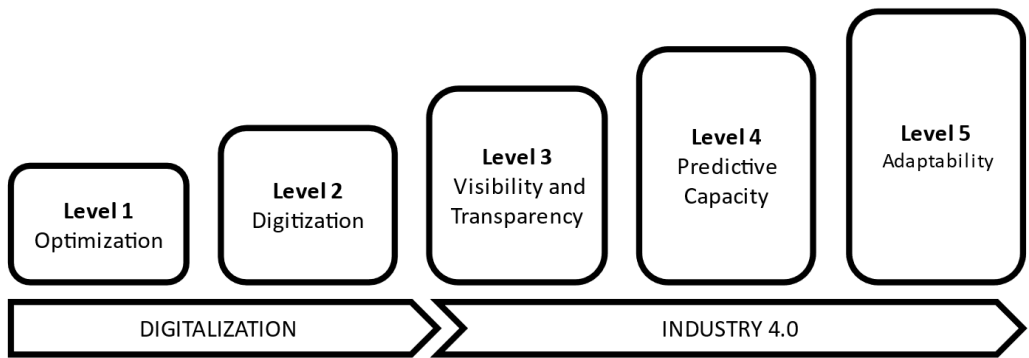 Level 1
Optimization
Level 2
Digitization
Level 3
Visibility and
Transparency
Level 4
Predictive
Capacity
Level 5
Adaptability
DIGITALIZATION
INDUSTRY 4.0